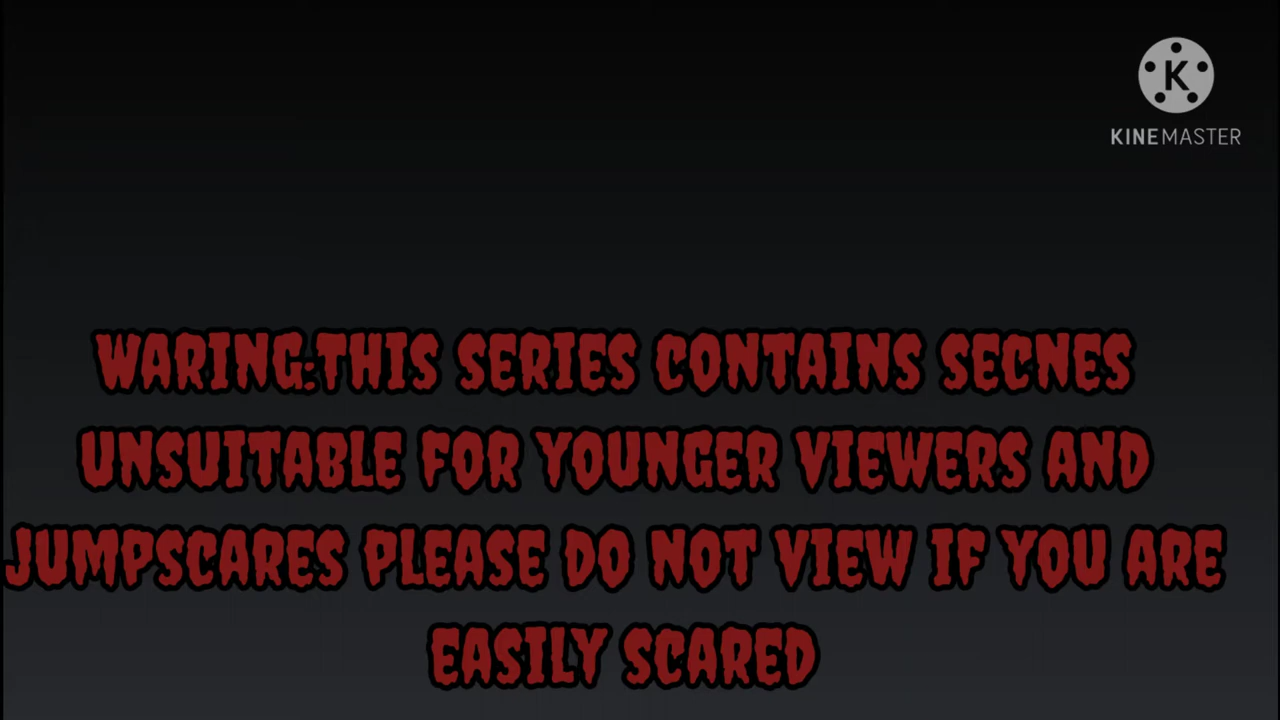 K
KINEMASTER
WARING:THIS SERIES CONTAINS SECNES
UNSUITABLE FOR YOUNGER VIEWERS AND
JUMPSCARES PLEASE DO NOT VIEW IF YOU ARE
EASILY SCARED